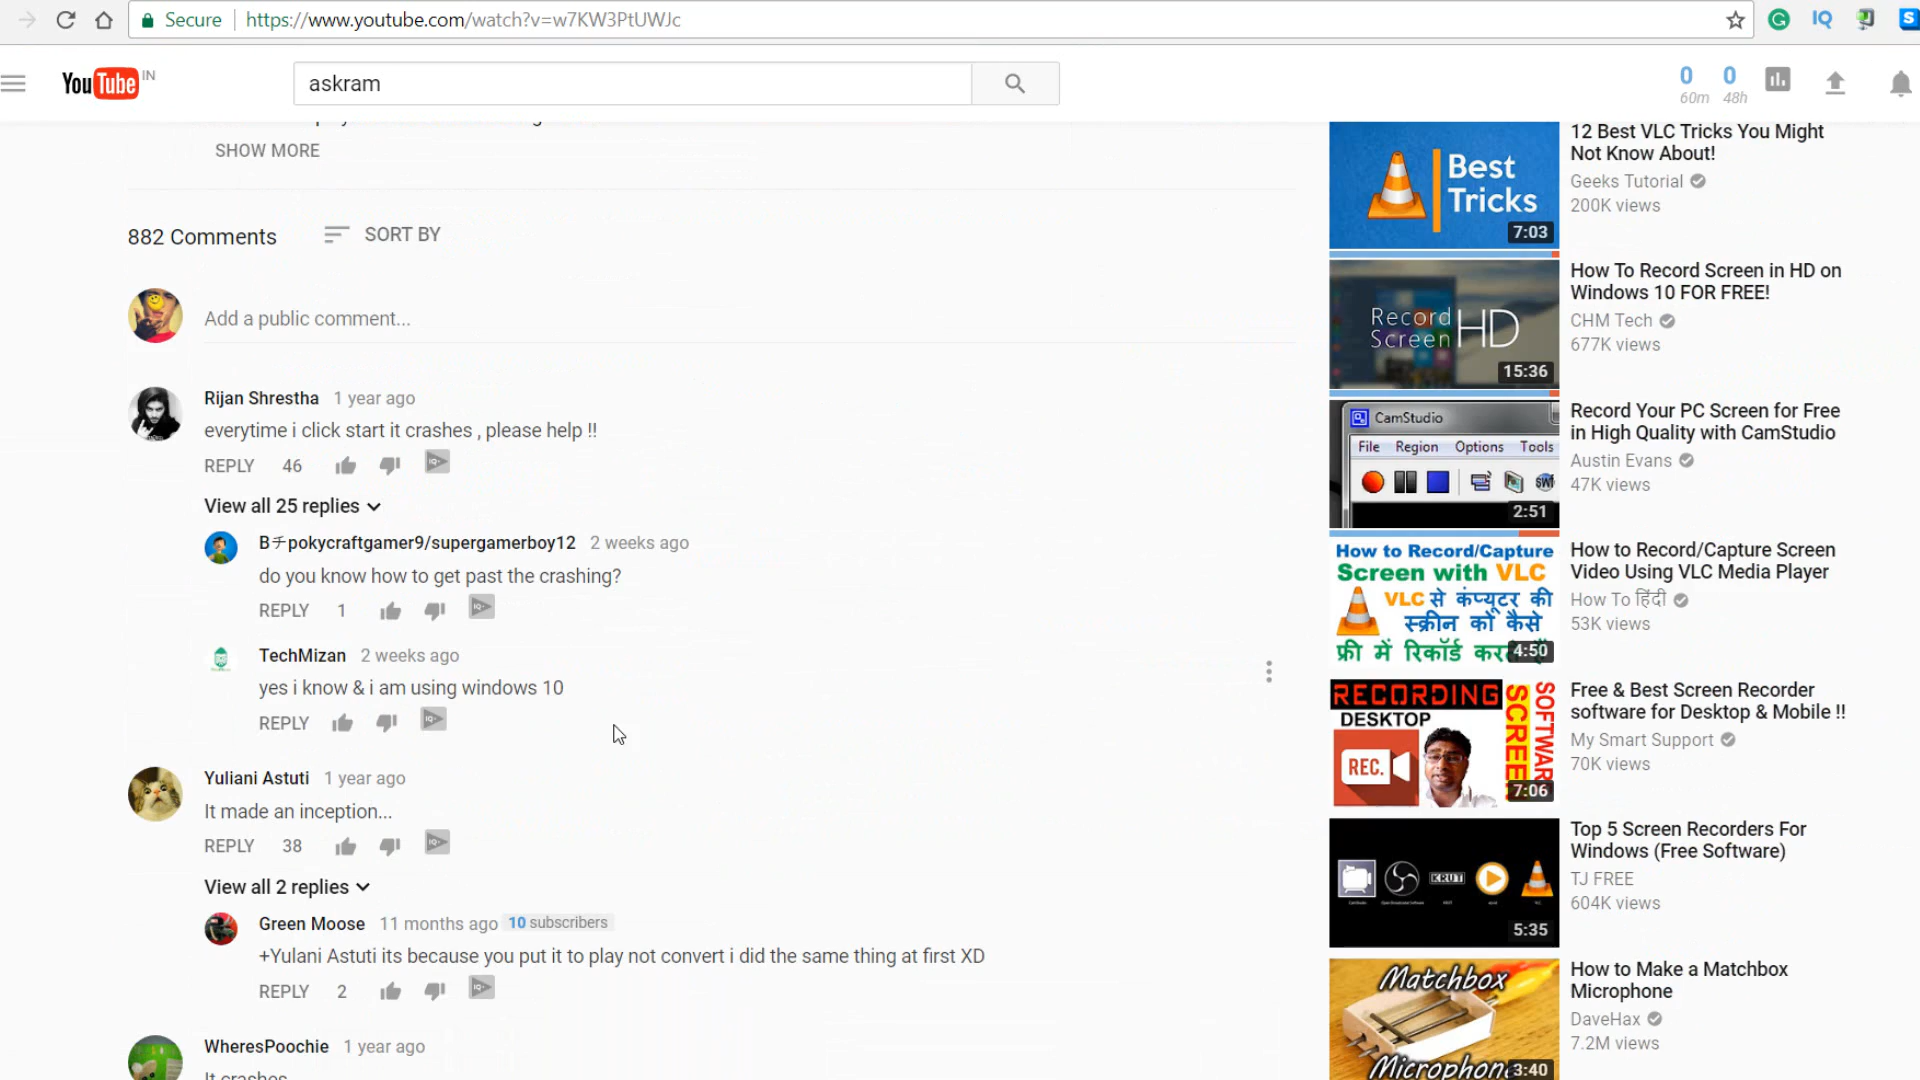 Secure https://www.youtube.com/watch?v=w7KW3PtUWJc
IQ
S
YouTube IN
askram
0 0
60m 48h
SHOW MORE
882 Comments SORT BY
Add a public comment...
Rijan Shrestha 1 year ago
everytime i click start it crashes , please help !!
REPLY 46
View all 25 replies
Bチpokycraftgamer9/supergamerboy12 2 weeks ago
do you know how to get past the crashing?
REPLY 1
TechMizan 2 weeks ago
yes i know & i am using windows 10
REPLY
Yuliani Astuti 1 year ago
It made an inception...
REPLY 38
View all 2 replies
Green Moose 11 months ago 10 subscribers
+Yulani Astuti its because you put it to play not convert i did the same thing at first XD
REPLY 2
WheresPoochie 1 year ago
It crashes
Best
Tricks
7:03
12 Best VLC Tricks You Might
Not Know About!
Geeks Tutorial
200K views
Record
Screen HD
15:36
How To Record Screen in HD on
Windows 10 FOR FREE!
CHM Tech
677K views
CamStudio
File Region Options Tools
SWF
2:51
Record Your PC Screen for Free
in High Quality with CamStudio
Austin Evans
47K views
How to Record/Capture
Screen with VLC
VLC से कंप्यूटर की
स्क्रीन को कैसे
फ्री में रिकॉर्ड
4:50
How to Record/Capture Screen
Video Using VLC Media Player
How To हिंदी
53K views
RECORDING
DESKTOP
REC.
SCREEN
SOFTWARE
7:06
Free & Best Screen Recorder
software for Desktop & Mobile !!
My Smart Support
70K views
KRUT
5:35
Top 5 Screen Recorders For
Windows (Free Software)
TJ FREE
604K views
Matchbox
Microphone
3:40
How to Make a Matchbox
Microphone
DaveHax
7.2M views